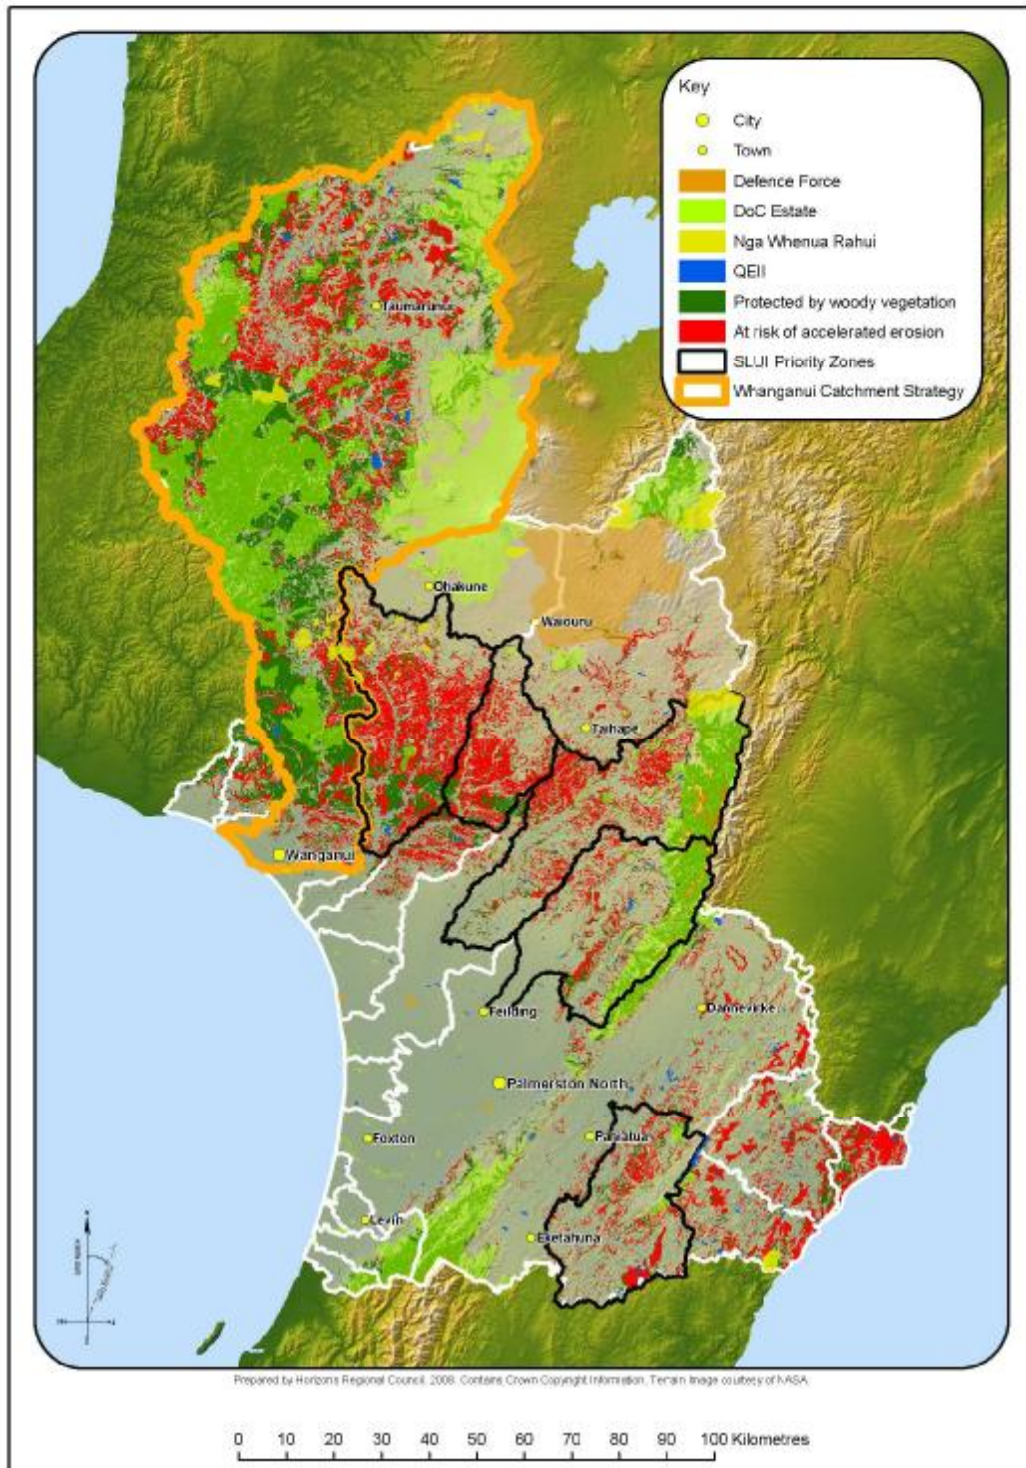 Key
City
Town
Defence Force
DoC Estate
Nga Whenua Rahui
QEII
Protected by woody vegetation
At risk of accelerated erosion
SLUI Priority Zones
Whanganui Catchment Strategy
Taumarunui
Ohakune
Waiouru
Taihape
Wanganui
Dannevirke
Feilding
Palmerston North
Foxton
Pahiatua
Levin
Eketahuna
Prepared by Horizons Regional Council, 2008. Contains Crown Copyright Information. Terrain Image courtesy of NASA.
0 10 20 30 40 50 60 70 80 90 100 Kilometres